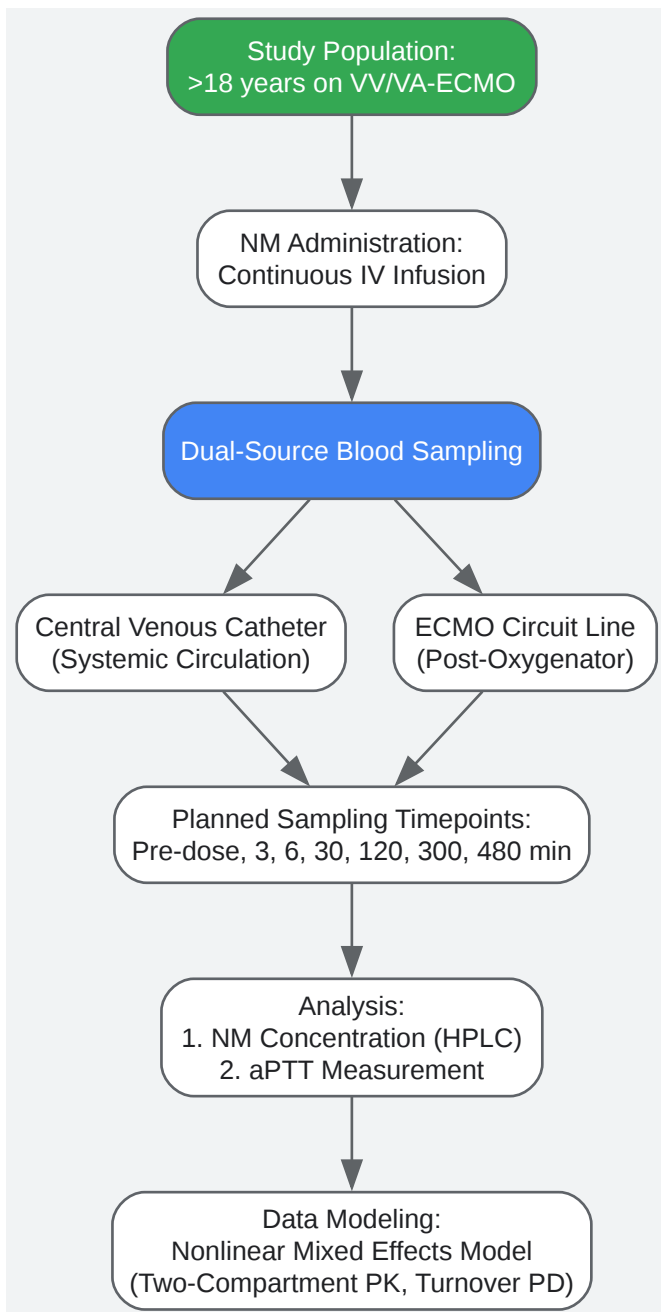 Study Population:
>18 years on VV/VA-ECMO
NM Administration:
Continuous IV Infusion
Dual-Source Blood Sampling
Central Venous Catheter
(Systemic Circulation)
ECMO Circuit Line
(Post-Oxygenator)
Planned Sampling Timepoints:
Pre-dose, 3, 6, 30, 120, 300, 480 min
Analysis:
1. NM Concentration (HPLC)
2. aPTT Measurement
Data Modeling:
Nonlinear Mixed Effects Model
(Two-Compartment PK, Turnover PD)